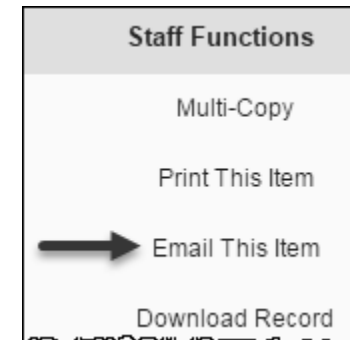 Staff Functions
Multi-Copy
Print This Item
Email This Item
Download Record